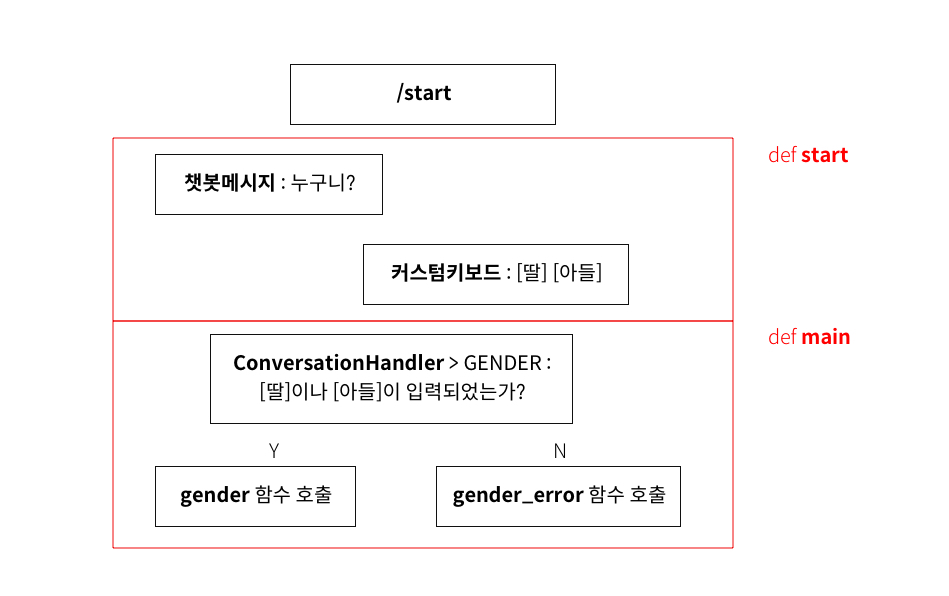 /start
def start
챗봇메시지 : 누구니?
커스텀키보드 : [딸] [아들]
def main
ConversationHandler > GENDER :
[딸]이나 [아들]이 입력되었는가?
Y
N
gender 함수 호출
gender_error 함수 호출